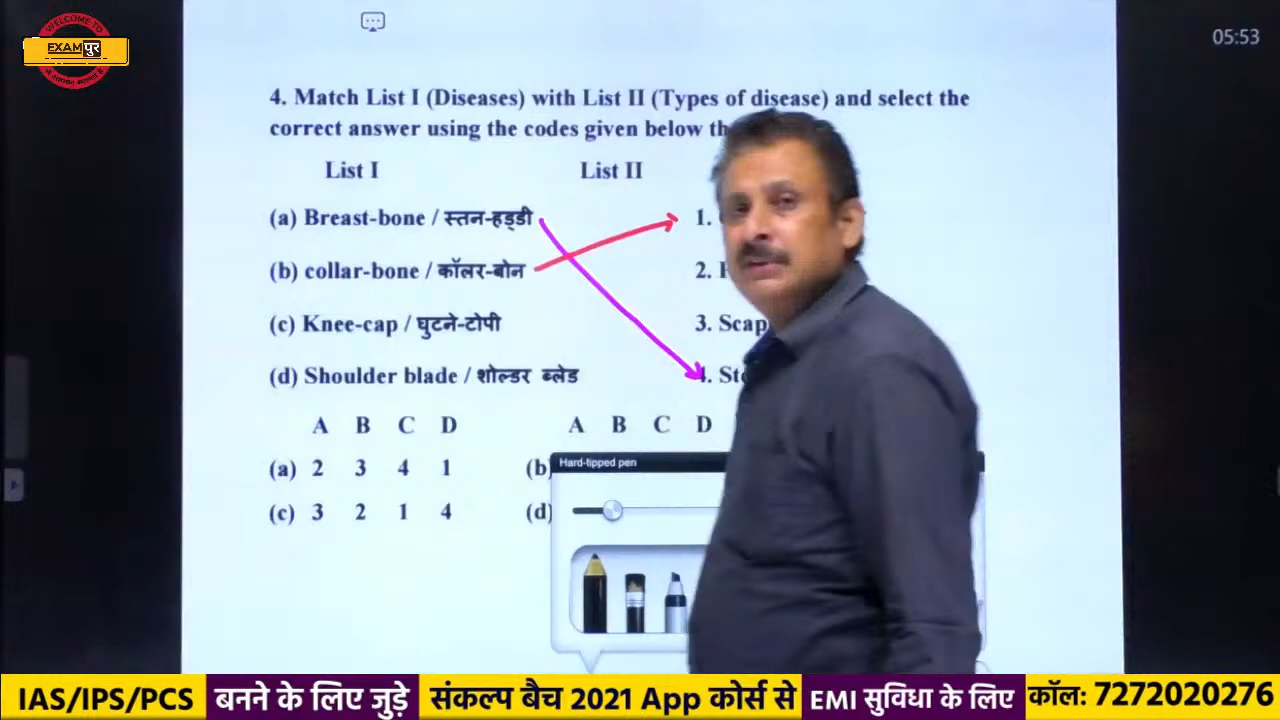 WELCOME TO
EXAMपुर
05:53
4. Match List I (Diseases) with List II (Types of disease) and select the
correct answer using the codes given below
List I List II
(a) Breast-bone / स्तन-हड्डी 1.
(b) collar-bone / कॉलर-बोन 2.
(c) Knee-cap / घुटने-टोपी 3.
(d) Shoulder blade / शोल्डर ब्लेड 4.
A B C D A B C D
(a) 2 3 4 1 (b)
(c) 3 2 1 4 (d)
Hard-tipped pen
IAS/IPS/PCS बनने के लिए जुड़े संकल्प बैच 2021 App कोर्स से EMI सुविधा के लिए कॉल: 7272020276